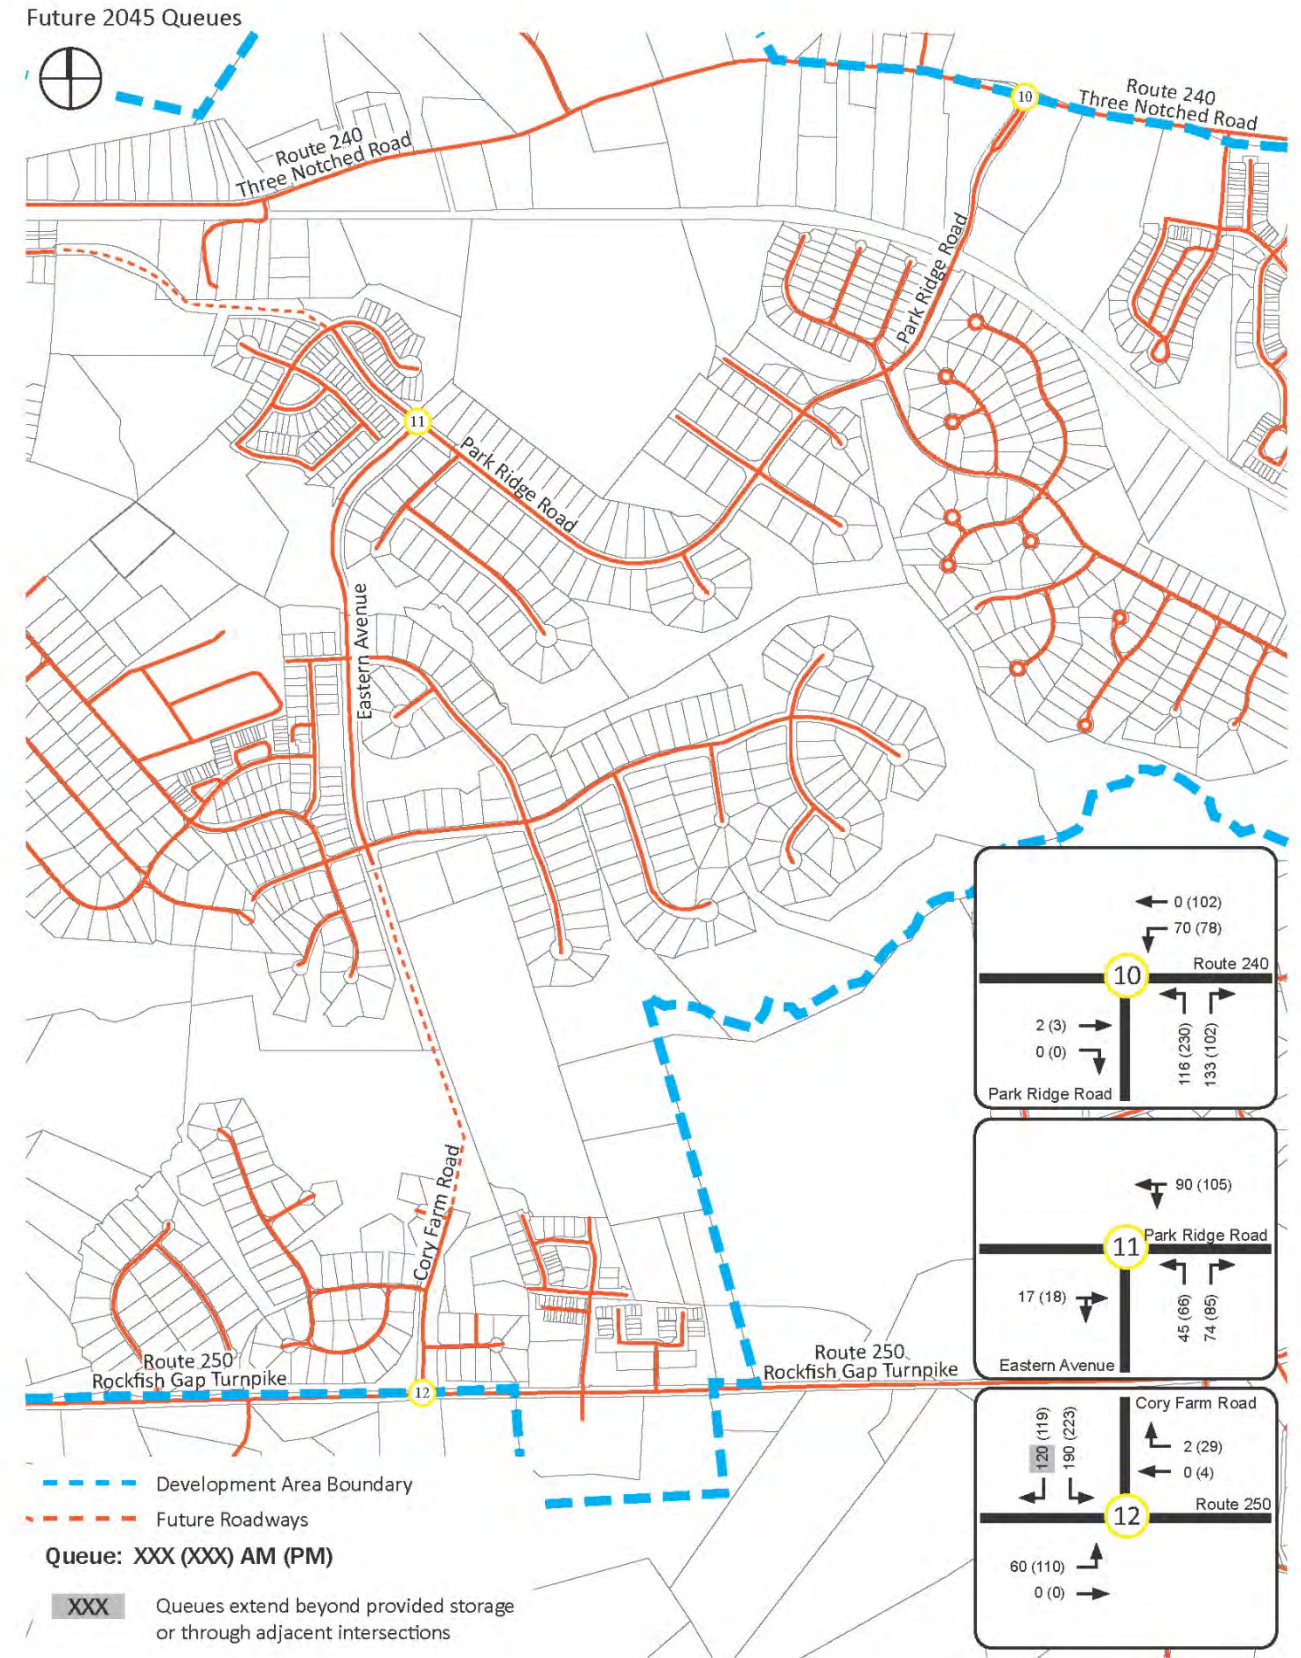 Future 2045 Queues
Route 240
Three Notched Road
10
Route 240
Three Notched Road
Park Ridge Road
11
Park Ridge Road
Eastern Avenue
Cory Farm Road
Route 250
Rockfish Gap Turnpike
12
Route 250
Rockfish Gap Turnpike
0 (102)
70 (78)
10
Route 240
2 (3)
0 (0)
116 (230)
133 (102)
Park Ridge Road
90 (105)
11
Park Ridge Road
17 (18)
45 (66)
74 (85)
Eastern Avenue
Cory Farm Road
120 (119)
190 (223)
2 (29)
0 (4)
12
Route 250
60 (110)
0 (0)
Development Area Boundary
Future Roadways
Queue: XXX (XXX) AM (PM)
XXX
Queues extend beyond provided storage
or through adjacent intersections